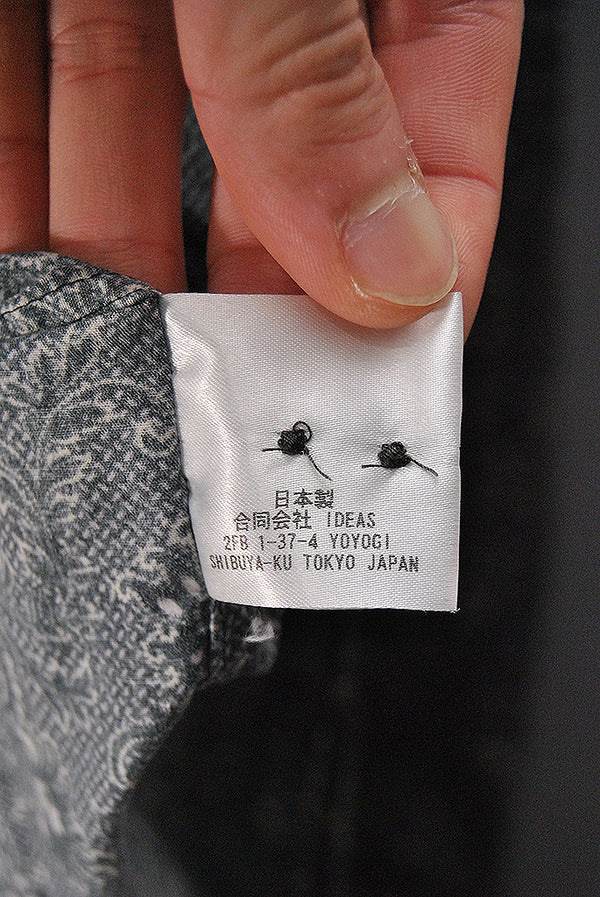 日本製
合同会社 IDEAS
2FB 1-37-4 YOYOGI
SHIBUYA-KU TOKYO JAPAN